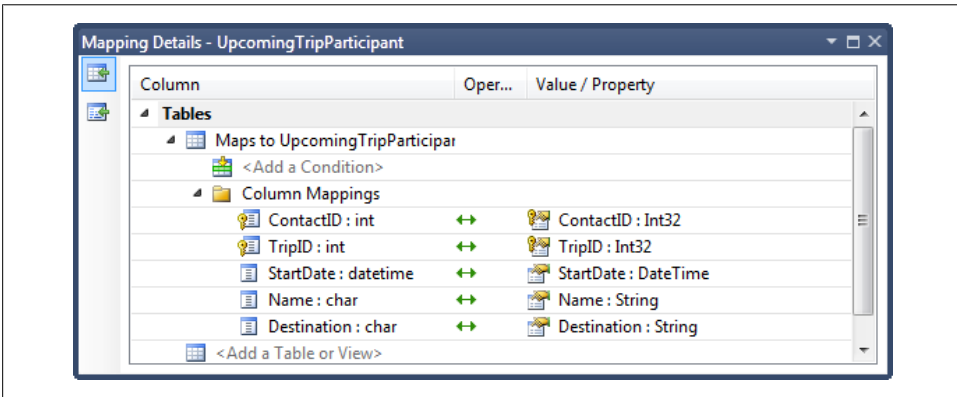 Mapping Details - UpcomingTripParticipant
Column Oper... Value / Property
Tables
Maps to UpcomingTripParticipar
<Add a Condition>
Column Mappings
ContactID : int ContactID : Int32
TripID : int TripID : Int32
StartDate : datetime StartDate : DateTime
Name : char Name : String
Destination : char Destination : String
<Add a Table or View>